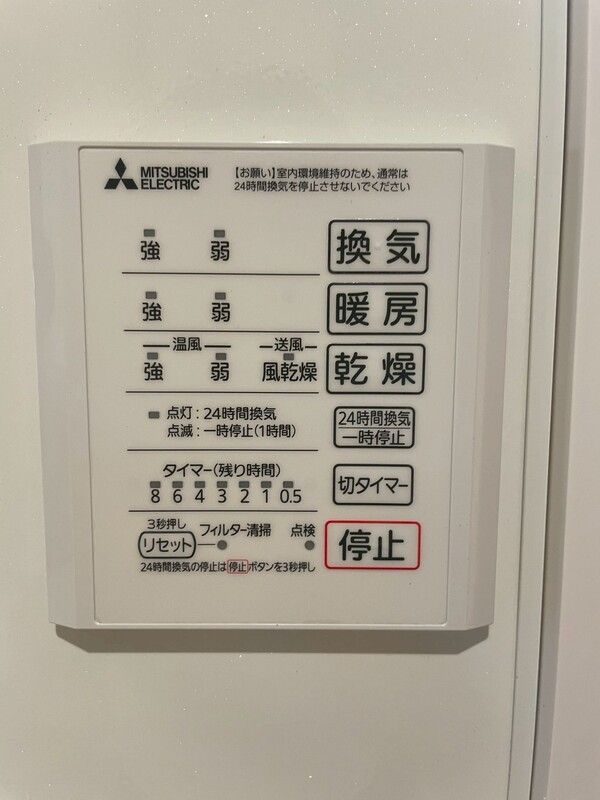 MITSUBISHI
ELECTRIC
【お願い】室内環境維持のため、通常は
24時間換気を停止させないでください
強 弱 換気
強 弱 暖房
温風 送風
強 弱 風乾燥 乾燥
点灯:24時間換気
点滅:一時停止(1時間)
24時間換気
一時停止
タイマー(残り時間)
8 6 4 3 2 1 0.5
切タイマー
3秒押し
リセット フィルター清掃 点検
停止
24時間換気の停止は停止ボタンを3秒押し